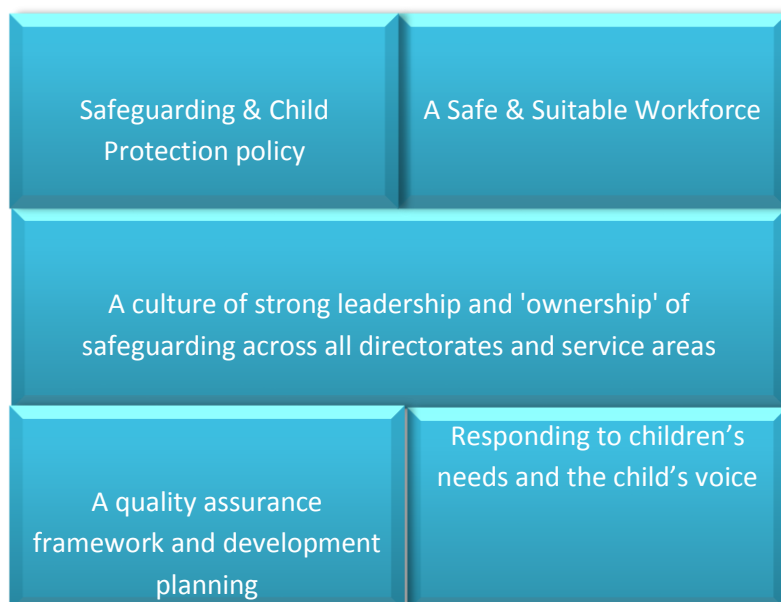 Safeguarding & Child
Protection policy
A Safe & Suitable Workforce
A culture of strong leadership and 'ownership' of
safeguarding across all directorates and service areas
A quality assurance
framework and development
planning
Responding to children’s
needs and the child’s voice